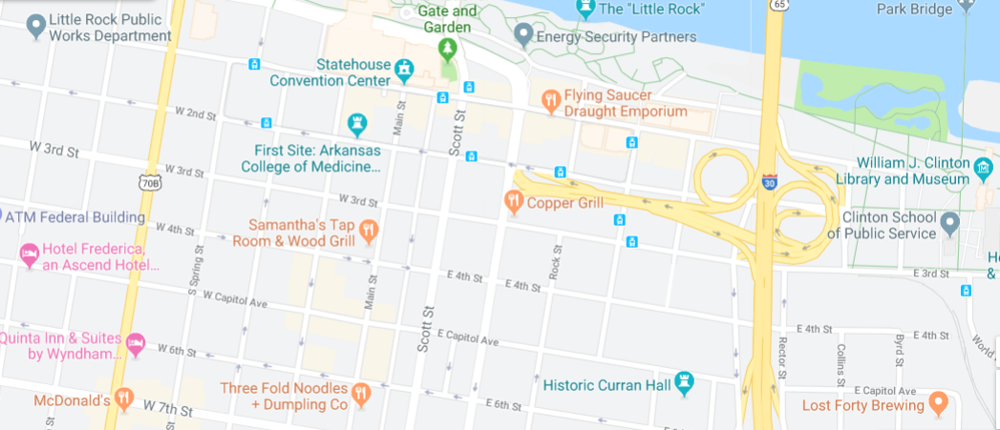 65
Gate and
Garden
The "Little Rock"
Park Bridge
Little Rock Public
Works Department
Energy Security Partners
Statehouse
Convention Center
Flying Saucer
Draught Emporium
Main St
Scott St
W 2nd St
First Site: Arkansas
College of Medicine...
W 3rd St
W 3rd St
W 3rd St
70B
30
William J. Clinton
Library and Museum
Copper Grill
ATM Federal Building
Clinton School
of Public Service
W 4th St
Samantha's Tap
Room & Wood Grill
Hotel Frederica,
an Ascend Hotel...
S Spring St
Main St
Rock St
He
&
E 3rd St
E 4th St
E 4th St
W Capitol Ave
Scott St
E Capitol Ave
E 4th St
E 4th St
Quinta Inn & Suites
by Wyndham...
W 6th St
Rector St
Collins St
Byrd St
World
Three Fold Noodles
+ Dumpling Co
Historic Curran Hall
McDonald's
W 7th St
E 6th St
E Capitol Ave
Lost Forty Brewing
St
St